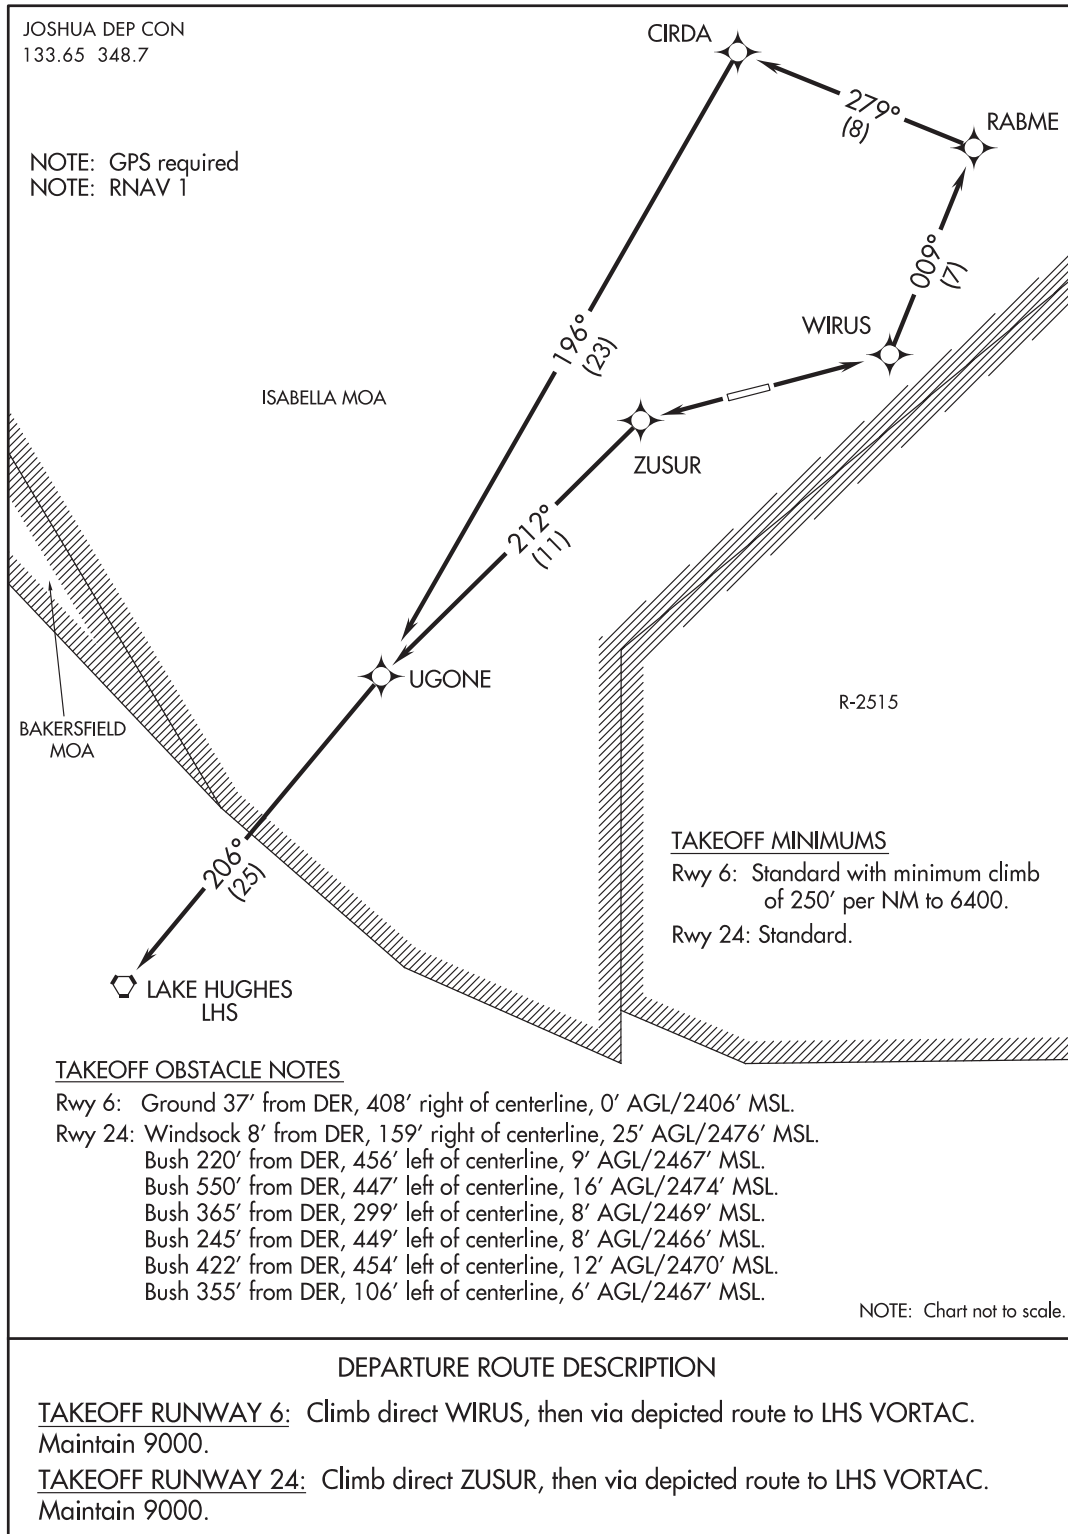 JOSHUA DEP CON
133.65 348.7
NOTE: GPS required
NOTE: RNAV 1
CIRDA
279°
(8)
RABME
009°
(7)
WIRUS
196°
(23)
ISABELLA MOA
ZUSUR
212°
(11)
UGONE
BAKERSFIELD
MOA
R-2515
206°
(25)
LAKE HUGHES
LHS
TAKEOFF MINIMUMS
Rwy 6: Standard with minimum climb
of 250' per NM to 6400.
Rwy 24: Standard.
TAKEOFF OBSTACLE NOTES
Rwy 6: Ground 37' from DER, 408' right of centerline, 0' AGL/2406' MSL.
Rwy 24: Windsock 8' from DER, 159' right of centerline, 25' AGL/2476' MSL.
Bush 220' from DER, 456' left of centerline, 9' AGL/2467' MSL.
Bush 550' from DER, 447' left of centerline, 16' AGL/2474' MSL.
Bush 365' from DER, 299' left of centerline, 8' AGL/2469' MSL.
Bush 245' from DER, 449' left of centerline, 8' AGL/2466' MSL.
Bush 422' from DER, 454' left of centerline, 12' AGL/2470' MSL.
Bush 355' from DER, 106' left of centerline, 6' AGL/2467' MSL.
NOTE: Chart not to scale.
DEPARTURE ROUTE DESCRIPTION
TAKEOFF RUNWAY 6: Climb direct WIRUS, then via depicted route to LHS VORTAC.
Maintain 9000.
TAKEOFF RUNWAY 24: Climb direct ZUSUR, then via depicted route to LHS VORTAC.
Maintain 9000.